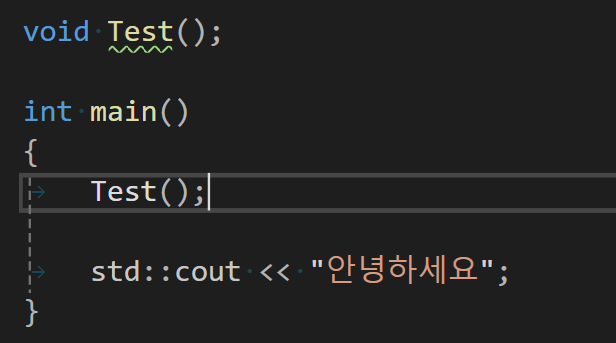 void Test();
int main()
{
Test();
std::cout << "안녕하세요";
}